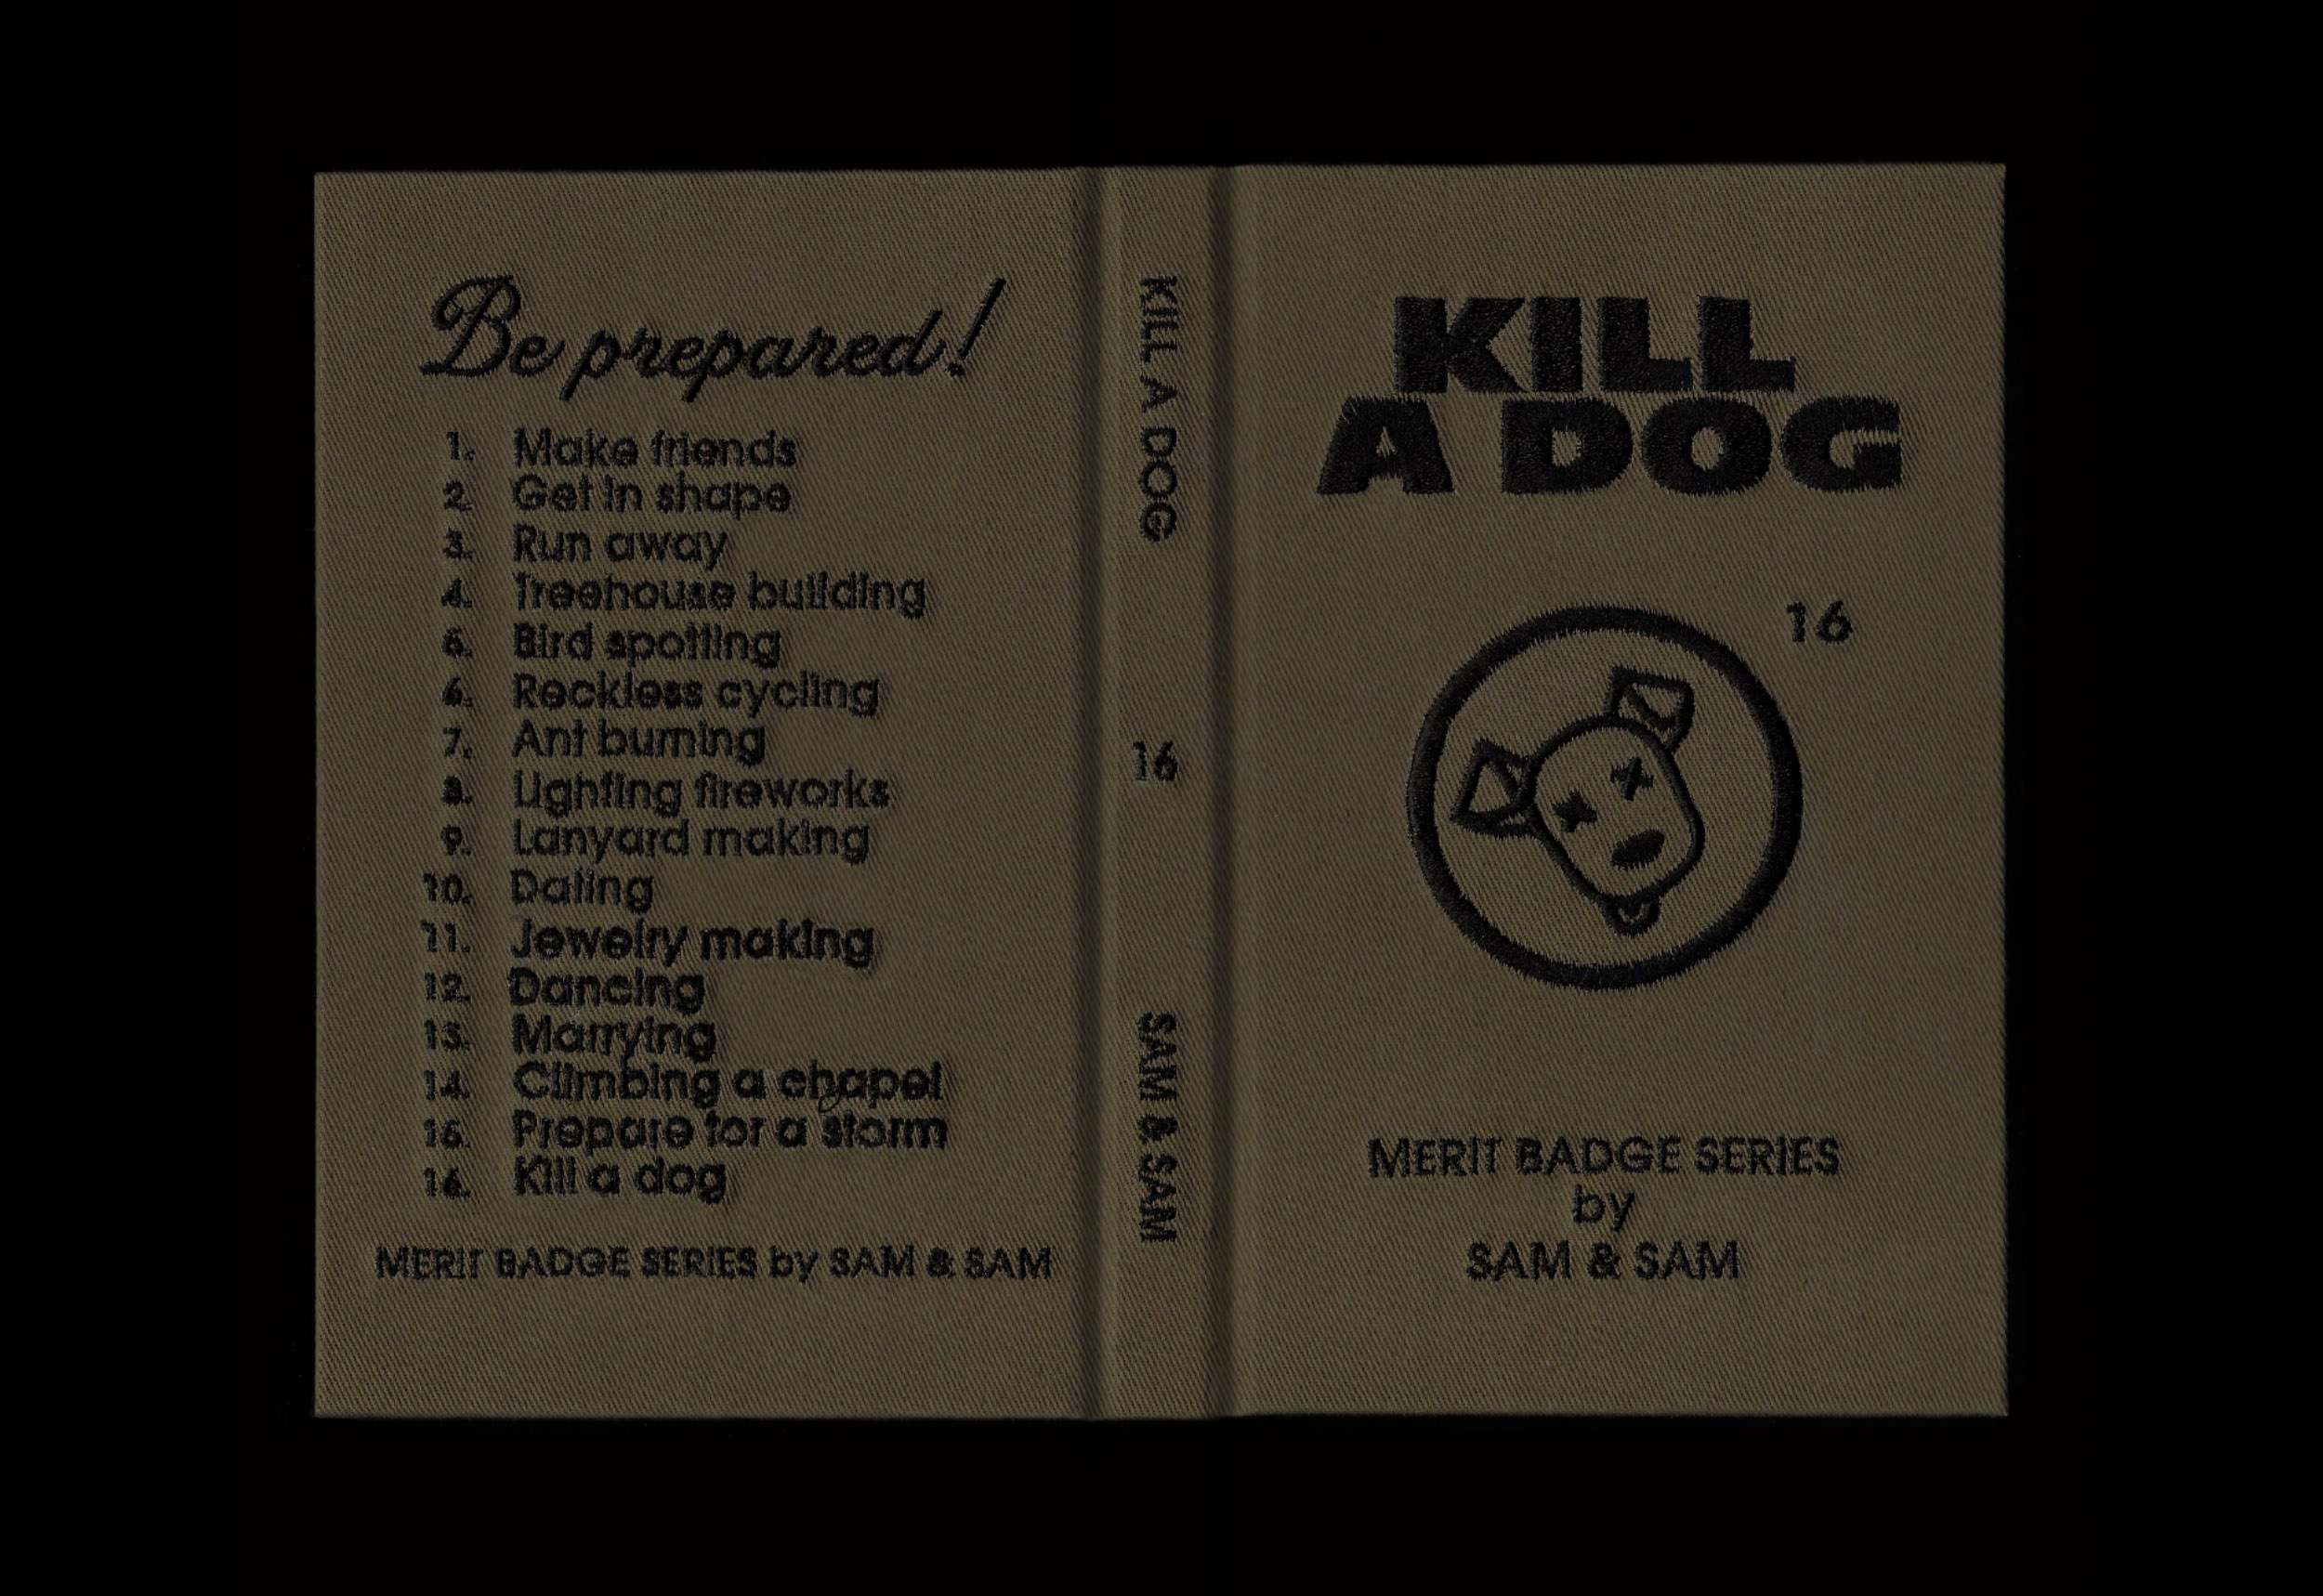 Be prepared!
1. Make friends
2. Get in shape
3. Run away
4. Treehouse building
5. Bird spotting
6. Reckless cycling
7. Ant burning
8. Lighting fireworks
9. Lanyard making
10. Dating
11. Jewelry making
12. Dancing
13. Marrying
14. Climbing a chapel
15. Prepare for a storm
16. Kill a dog
MERIT BADGE SERIES by SAM & SAM
KILL A DOG
16
SAM & SAM
KILL
A DOG
16
MERIT BADGE SERIES
by
SAM & SAM